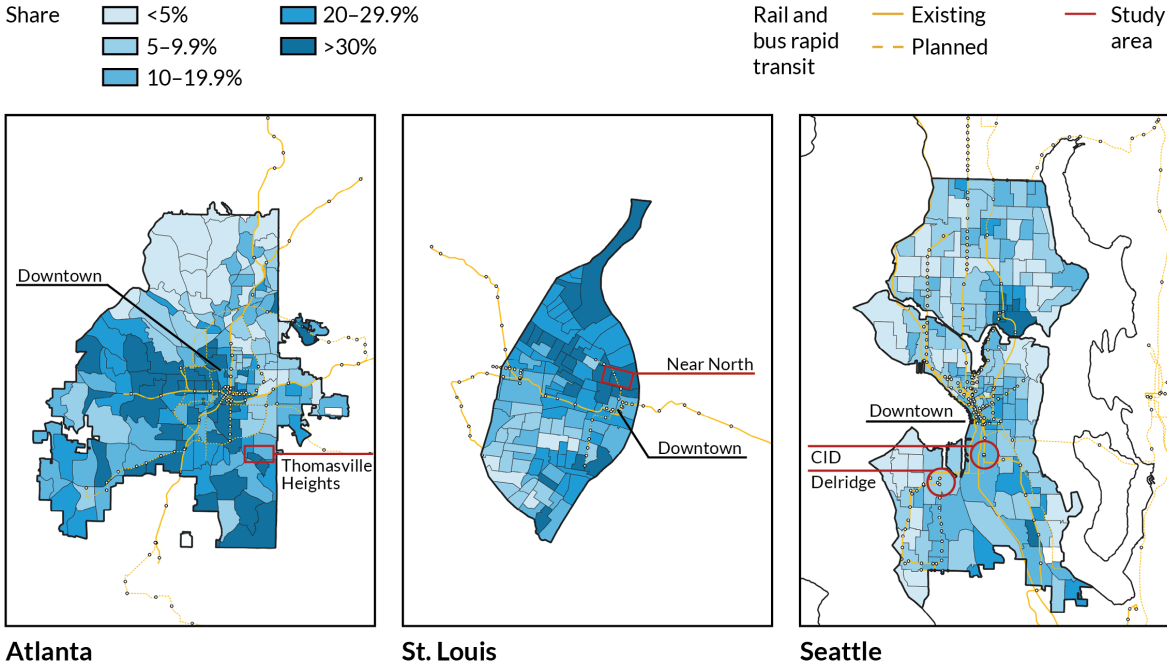 Share
<5%
5–9.9%
10–19.9%
20–29.9%
>30%
Rail and
bus rapid
transit
Existing
Planned
Study
area
Downtown
Thomasville
Heights
Near North
Downtown
Downtown
CID
Delridge
Atlanta
St. Louis
Seattle